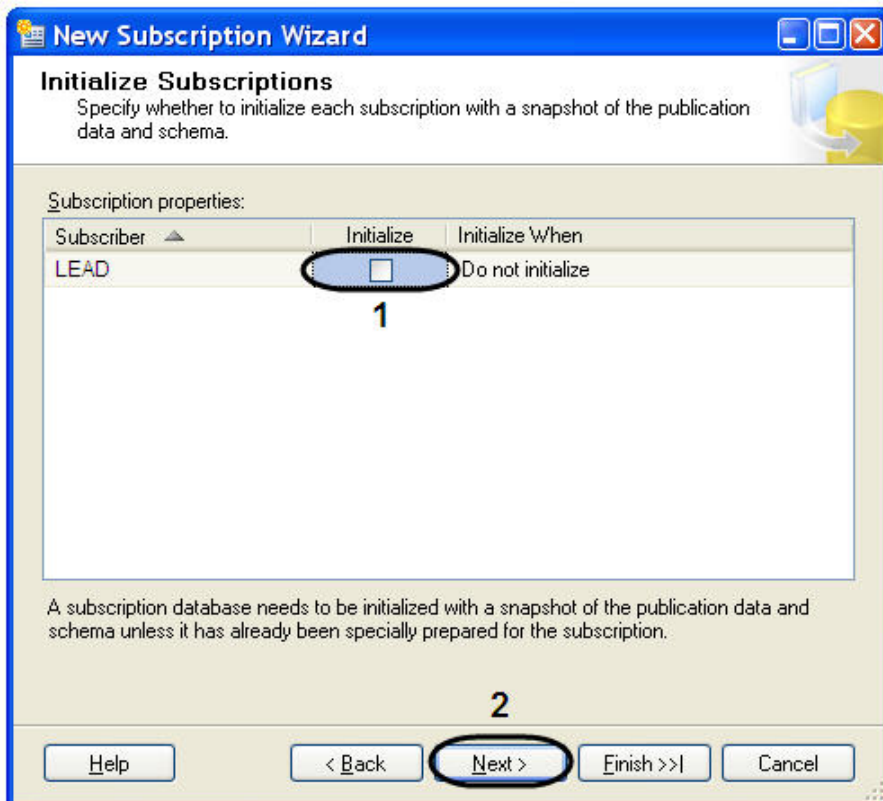 New Subscription Wizard
Initialize Subscriptions
Specify whether to initialize each subscription with a snapshot of the publication
data and schema.
Subscription properties:
Subscriber Initialize Initialize When
LEAD Do not initialize
1
A subscription database needs to be initialized with a snapshot of the publication data and
schema unless it has already been specially prepared for the subscription.
2
Help < Back Next > Finish >>| Cancel